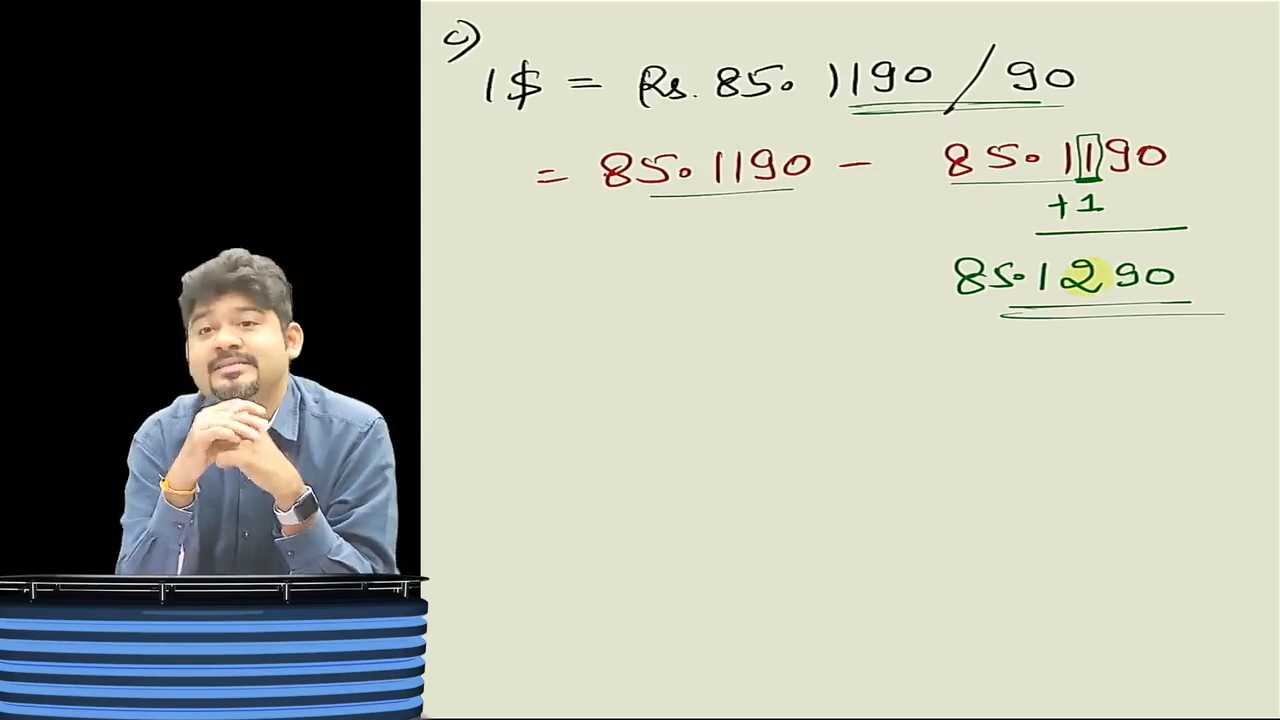 c)
1$ = Rs. 85.1190 / 90
= 85.1190 - 85.1190
+1
85.1290